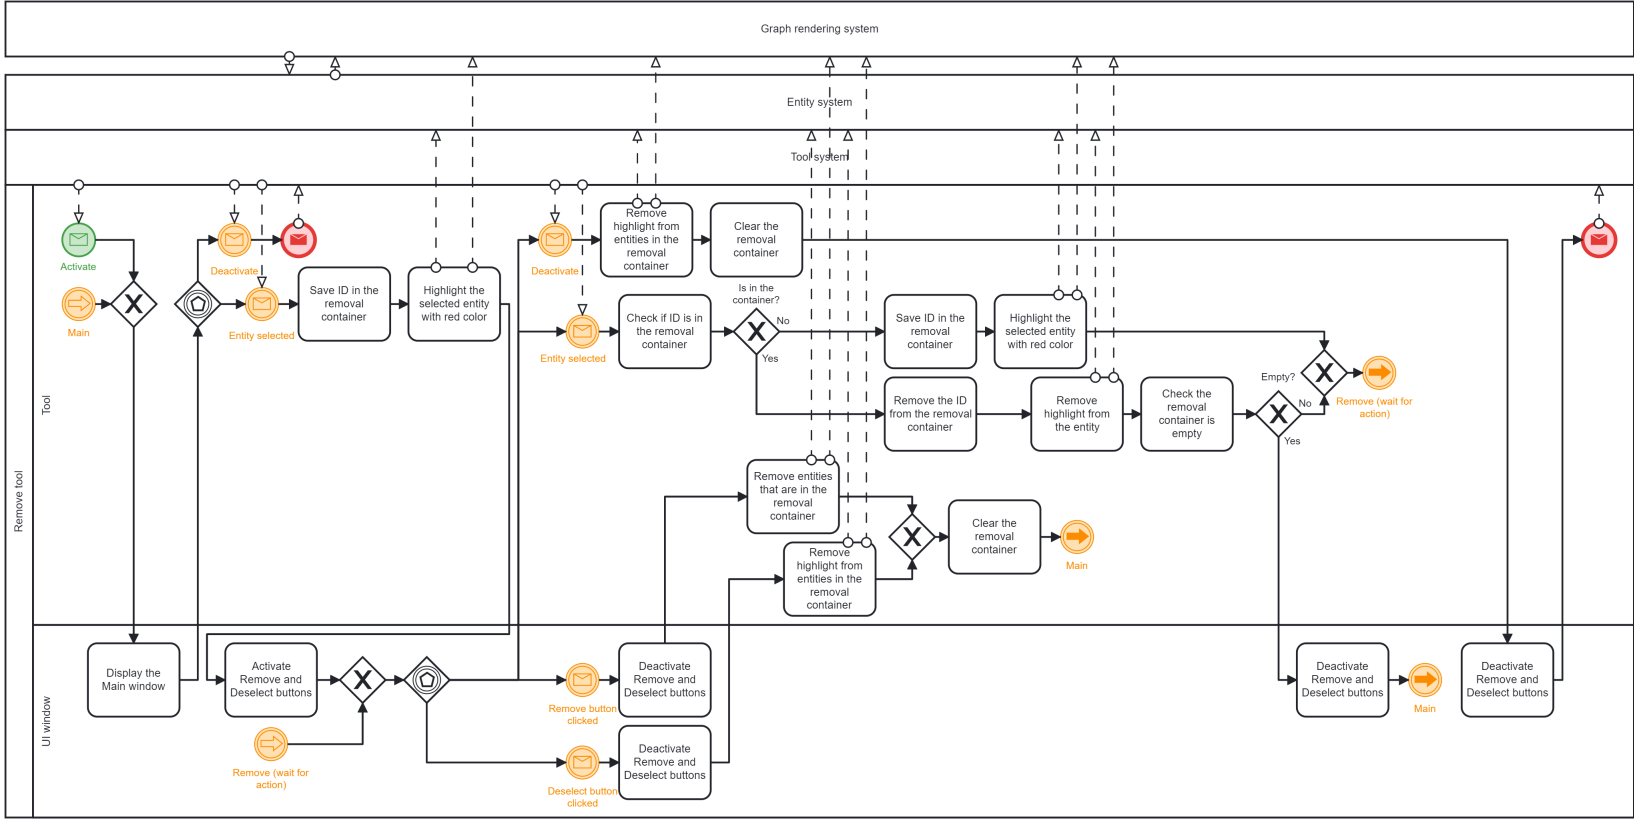 Graph rendering system
Entity system
Tool system
Remove tool
Tool
UI window
Activate
Main
Deactivate
Entity selected
Save ID in the
removal
container
Highlight the
selected entity
with red color
Deactivate
Entity selected
Remove
highlight from
entities in the
removal
container
Clear the
removal
container
Check if ID is in
the removal
container
Is in the
container?
No
Yes
Save ID in the
removal
container
Highlight the
selected entity
with red color
Remove the ID
from the removal
container
Remove
highlight from
the entity
Check the
removal
container is
empty
Empty?
No
Yes
Remove (wait for
action)
Remove entities
that are in the
removal
container
Remove
highlight from
entities in the
removal
container
Clear the
removal
container
Main
Display the
Main window
Activate
Remove and
Deselect buttons
Remove (wait for
action)
Remove button
clicked
Deactivate
Remove and
Deselect buttons
Deselect button
clicked
Deactivate
Remove and
Deselect buttons
Deactivate
Remove and
Deselect buttons
Main
Deactivate
Remove and
Deselect buttons